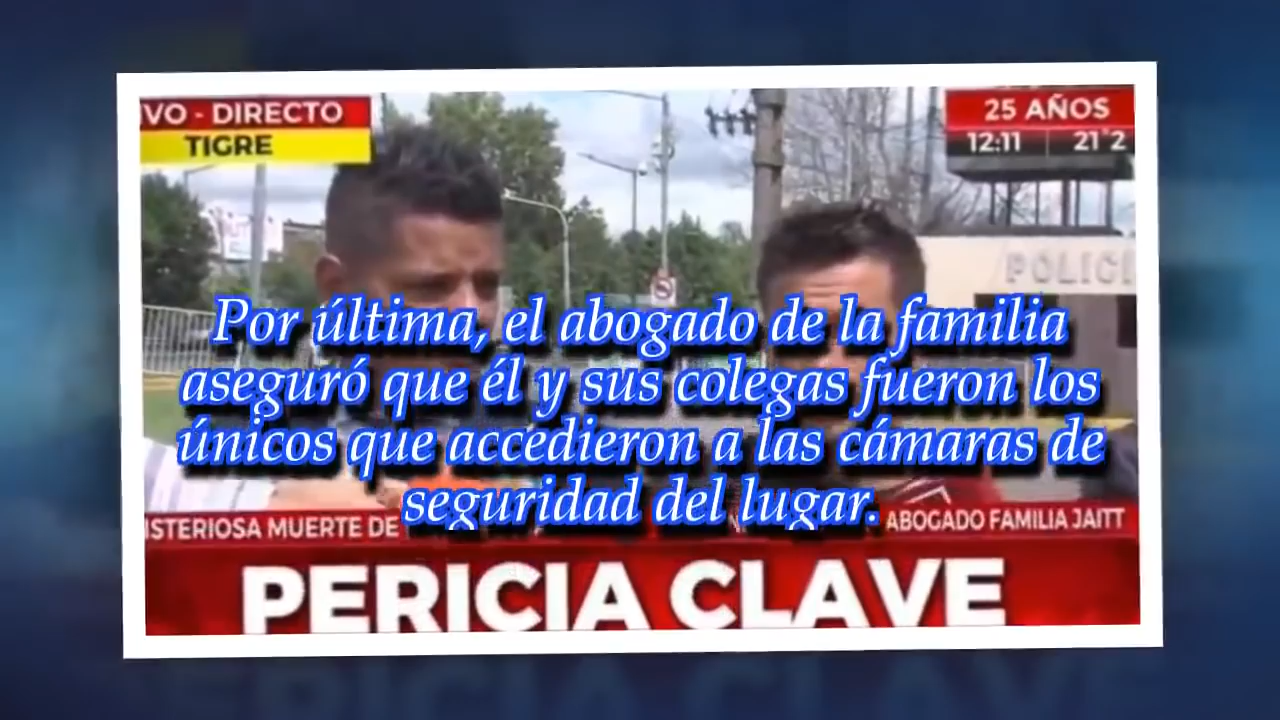 VO - DIRECTO
TIGRE
25 AÑOS
12:11 21°2
POLICI
Por última, el abogado de la familia
aseguró que él y sus colegas fueron los
únicos que accedieron a las cámaras de
seguridad del lugar.
ISTERIOSA MUERTE DE
ABOGADO FAMILIA JAITT
PERICIA CLAVE